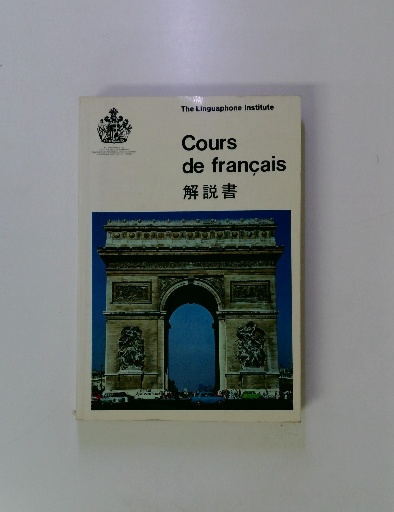 The Linguaphone Institute
Cours
de français
解説書